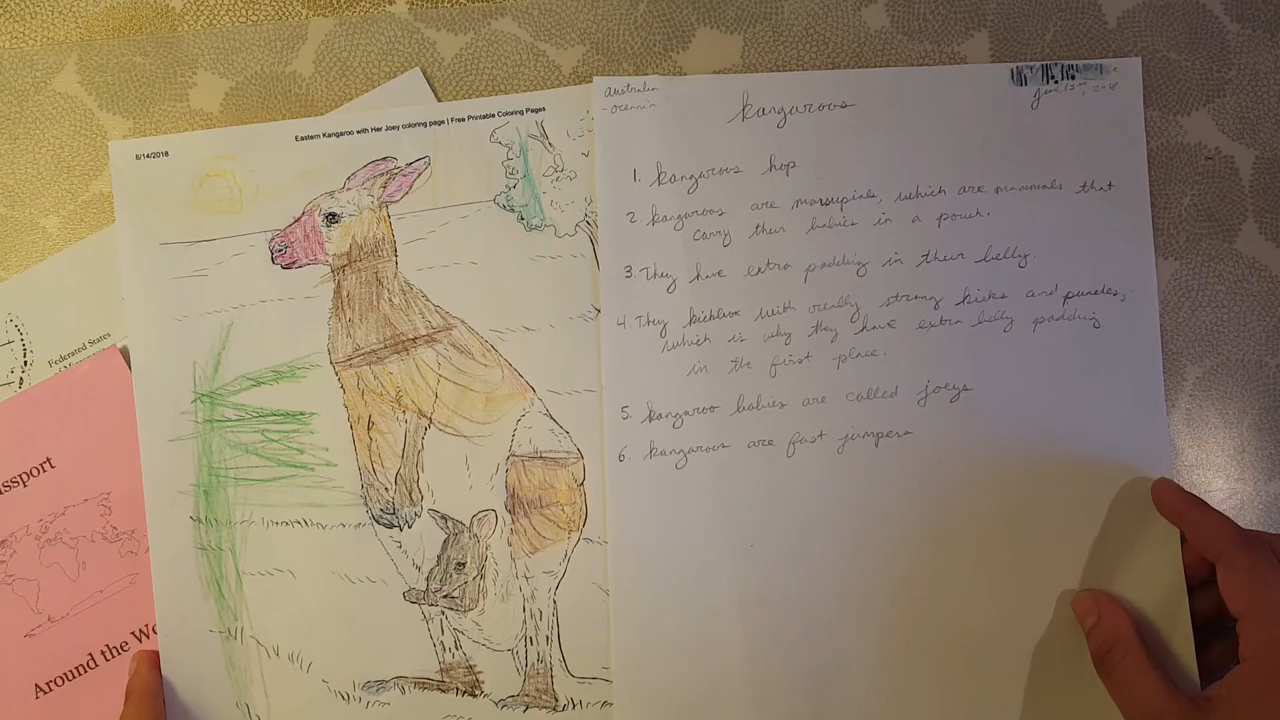 Eastern Kangaroo with Her Joey coloring page | Free Printable Coloring Pages
6/14/2018
Federated States
assport
Around the Wo
Australia
- oceania
kangaroos
1. kangaroos hop
2. kangaroos are marsupials, which are mammals that
carry their babies in a pouch.
3. They have extra padding in their belly.
4. They kickbox with really strong kicks and punches,
which is why they have extra belly padding
in the first place.
5. kangaroo babies are called joeys
6. kangaroos are fast jumpers